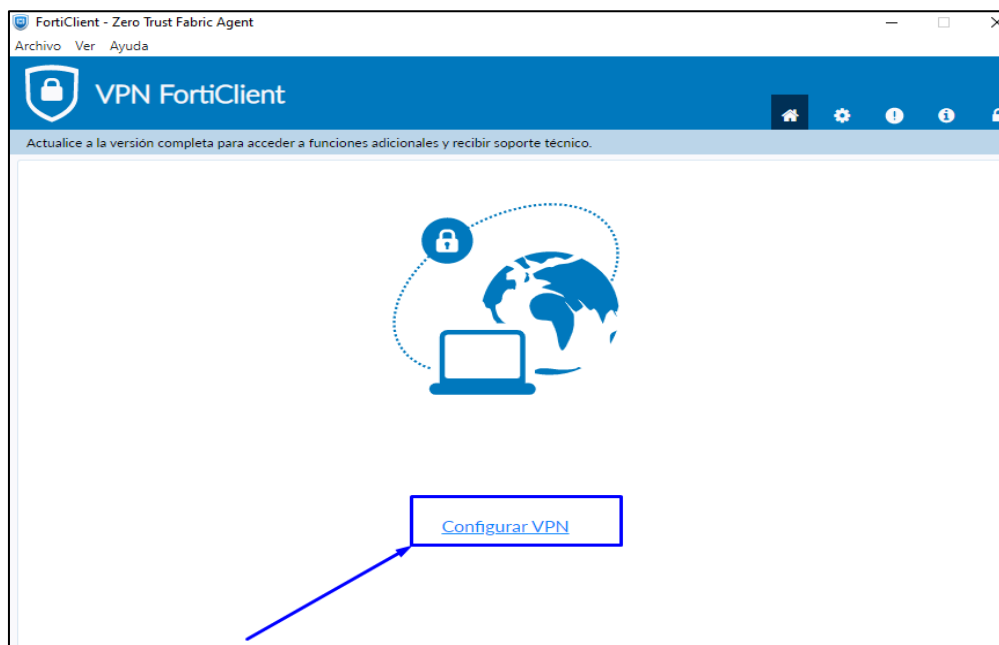 FortiClient - Zero Trust Fabric Agent
Archivo Ver Ayuda
VPN FortiClient
Actualice a la versión completa para acceder a funciones adicionales y recibir soporte técnico.
Configurar VPN